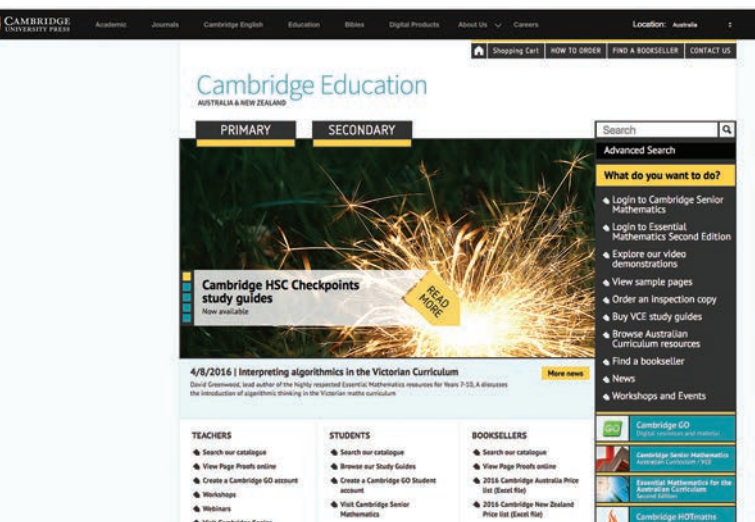 CAMBRIDGE
UNIVERSITY PRESS
Academic Journals Cambridge English Education Bibles Digital Products About Us Careers
Location: Australia
Shopping Cart HOW TO ORDER FIND A BOOKSELLER CONTACT US
Cambridge Education
AUSTRALIA & NEW ZEALAND
PRIMARY SECONDARY
Cambridge HSC Checkpoints
study guides
Now available
READ
MORE
4/8/2016 | Interpreting algorithmics in the Victorian Curriculum
More news
David Greenwood, lead author of the highly respected Essential Mathematics resources for Years 7-10, A discusses
the introduction of algorithmic thinking in the Victorian maths curriculum
TEACHERS
Search our catalogue
View Page Proofs online
Create a Cambridge GO account
Workshops
Webinars
Visit Cambridge Senior
STUDENTS
Search our catalogue
Browse our Study Guides
Create a Cambridge GO Student
account
Visit Cambridge Senior
Mathematics
BOOKSELLERS
Search our catalogue
View Page Proofs online
2016 Cambridge Australia Price
list (Excel file)
2016 Cambridge New Zealand
Price list (Excel file)
Search
Advanced Search
What do you want to do?
Login to Cambridge Senior
Mathematics
Login to Essential
Mathematics Second Edition
Explore our video
demonstrations
View sample pages
Order an inspection copy
Buy VCE study guides
Browse Australian
Curriculum resources
Find a bookseller
News
Workshops and Events
GO
Cambridge GO
Digital resources and material
Cambridge Senior Mathematics
Australian Curriculum / VCE
Essential Mathematics for the
Australian Curriculum
Second Edition
Cambridge HOTmaths